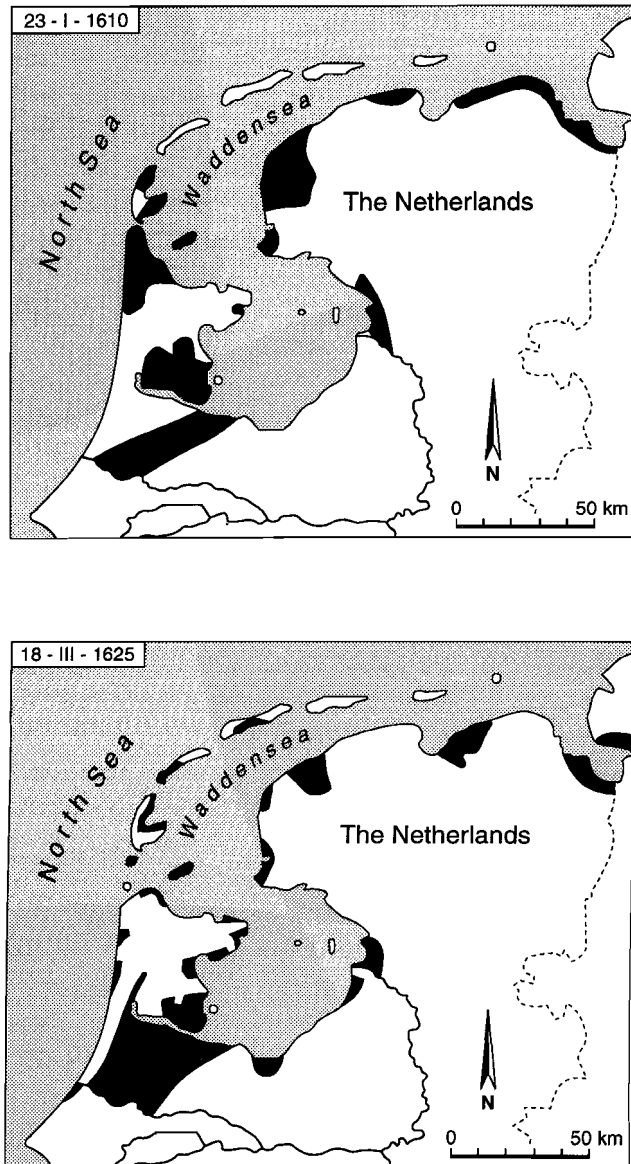 23 - I - 1610
North Sea
Waddensea
The Netherlands
N
0 50 km
18 - III - 1625
North Sea
Waddensea
The Netherlands
N
0 50 km